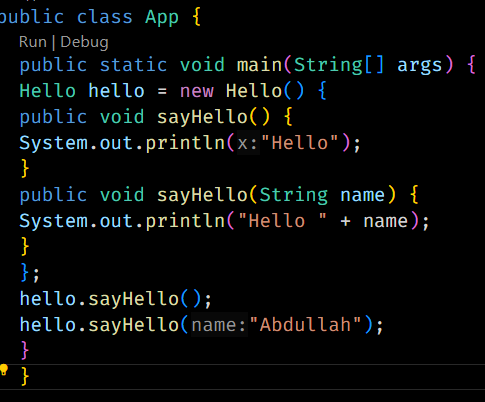 public class App {
Run | Debug
public static void main(String[] args) {
Hello hello = new Hello() {
public void sayHello() {
System.out.println(x:"Hello");
}
public void sayHello(String name) {
System.out.println("Hello " + name);
}
};
hello.sayHello();
hello.sayHello(name:"Abdullah");
}
}